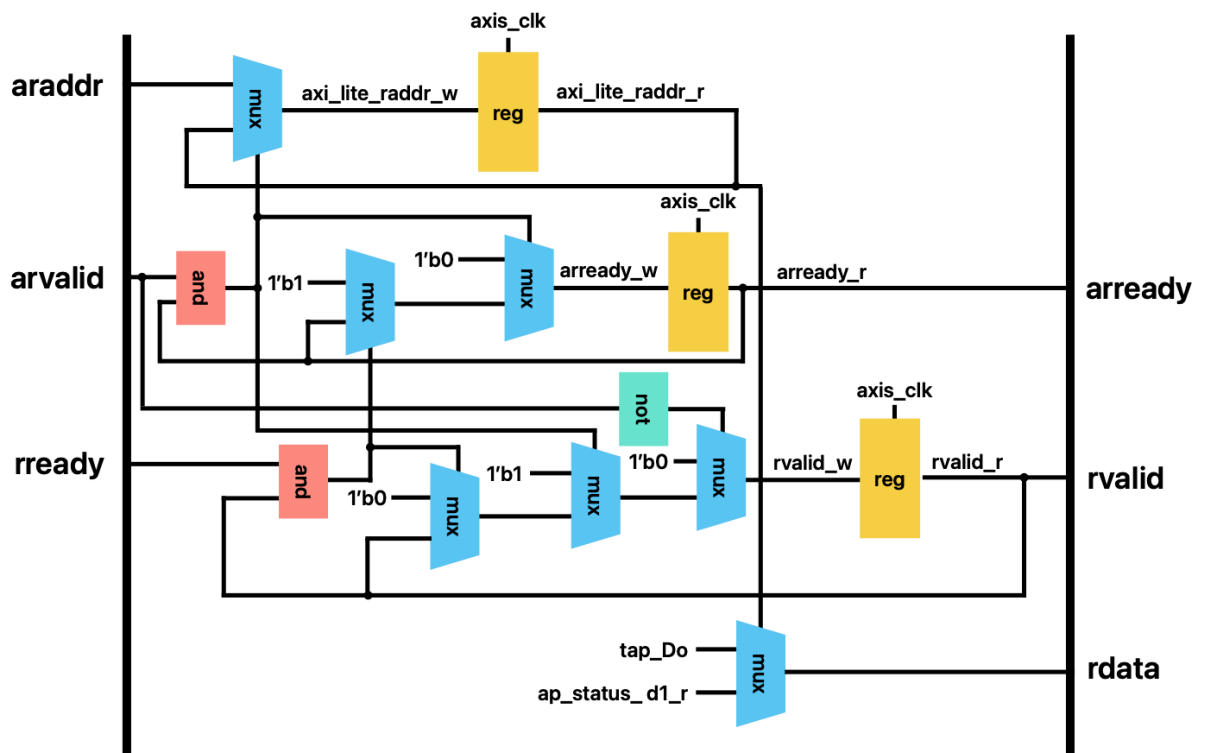 axis_clk
araddr
mux
axi_lite_raddr_w
reg
axi_lite_raddr_r
axis_clk
arvalid
and
1'b1
mux
1'b0
mux
arready_w
reg
arready_r
arready
axis_clk
not
rready
and
1'b0
mux
1'b1
mux
1'b0
mux
rvalid_w
reg
rvalid_r
rvalid
tap_Do
ap_status_ d1_r
mux
rdata